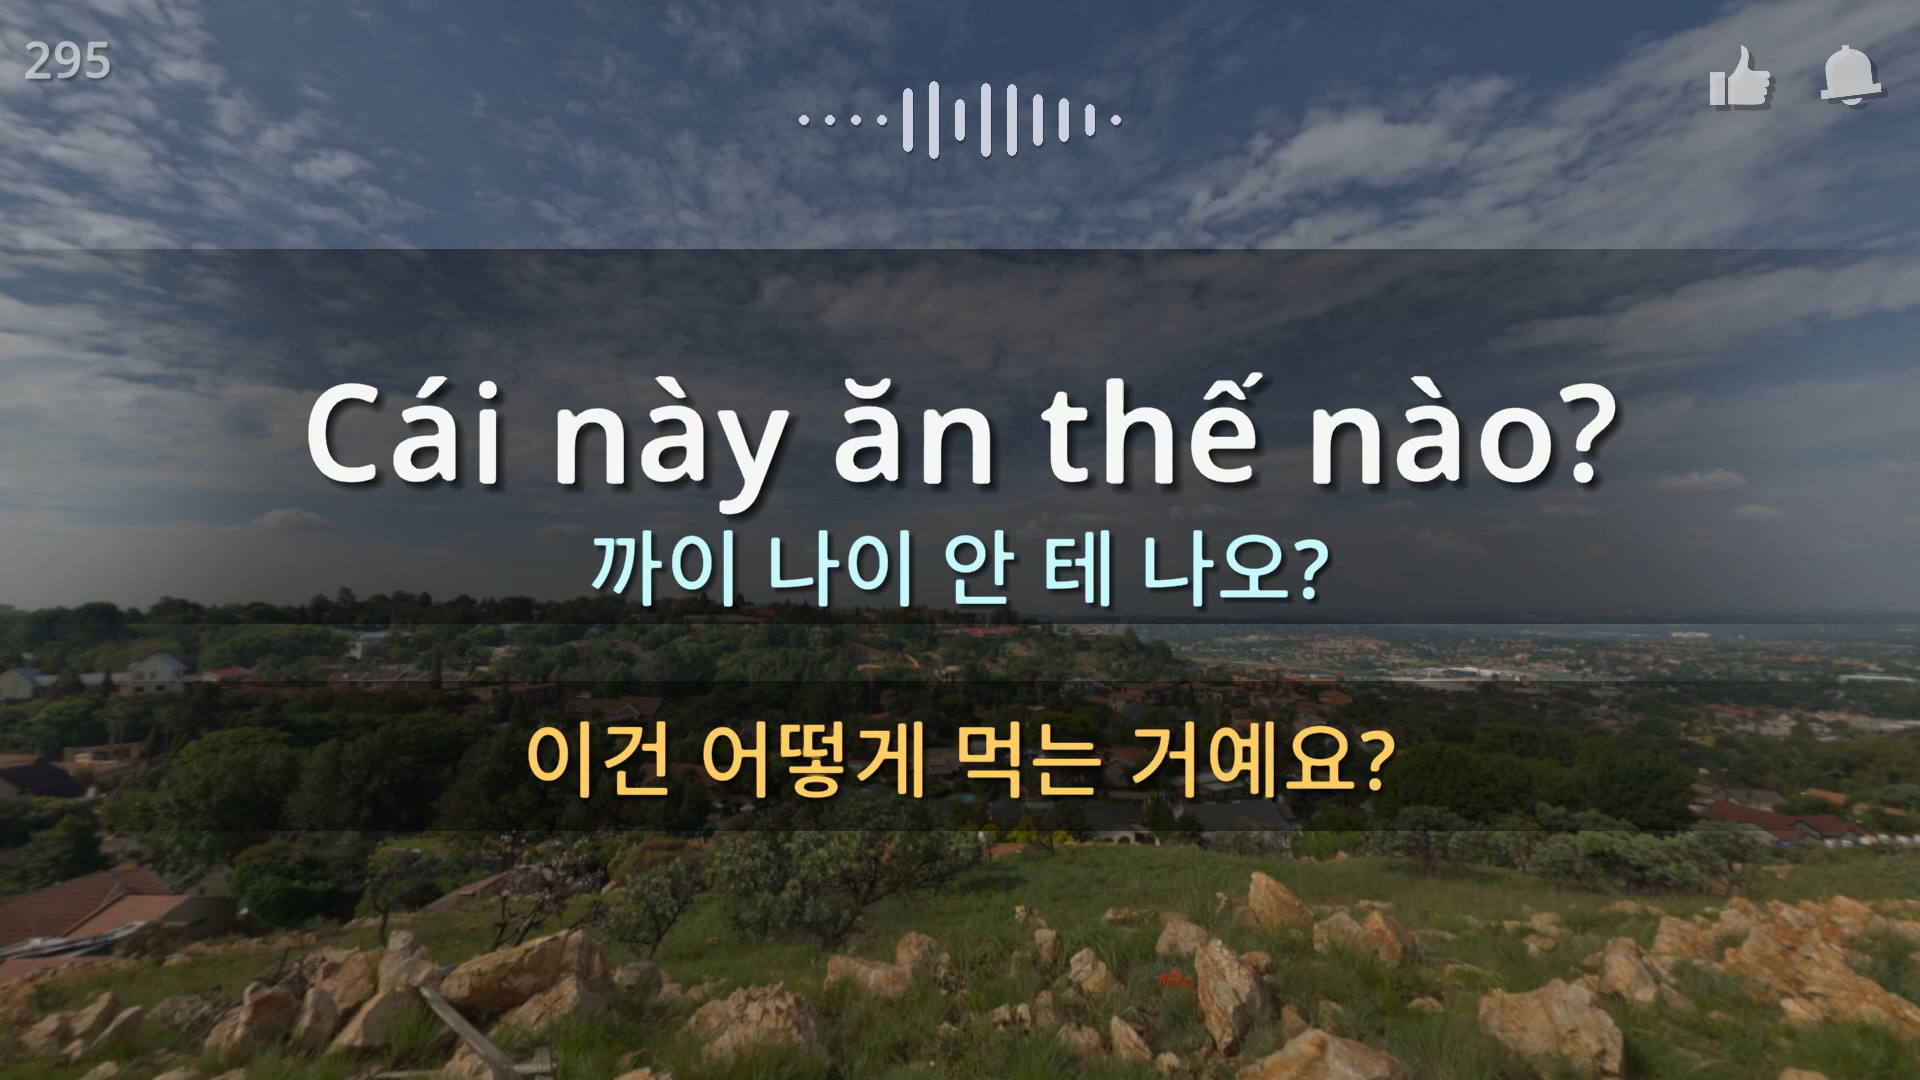 295
Cái này ăn thế nào?
까이 나이 안 테 나오?
이건 어떻게 먹는 거예요?